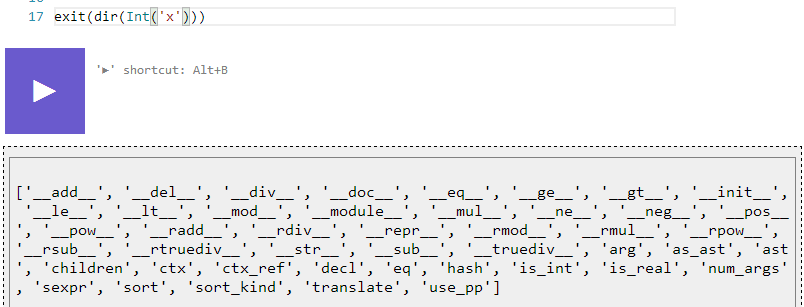 17 exit(dir(Int('x')))
'►' shortcut: Alt+B
['__add__', '__del__', '__div__', '__doc__', '__eq__', '__ge__', '__gt__', '__init__',
'__le__', '__lt__', '__mod__', '__module__', '__mul__', '__ne__', '__neg__', '__pos__
', '__pow__', '__radd__', '__rdiv__', '__repr__', '__rmod__', '__rmul__', '__rpow__',
'__rsub__', '__rtruediv__', '__str__', '__sub__', '__truediv__', 'arg', 'as_ast', 'ast
', 'children', 'ctx', 'ctx_ref', 'decl', 'eq', 'hash', 'is_int', 'is_real', 'num_args'
, 'sexpr', 'sort', 'sort_kind', 'translate', 'use_pp']